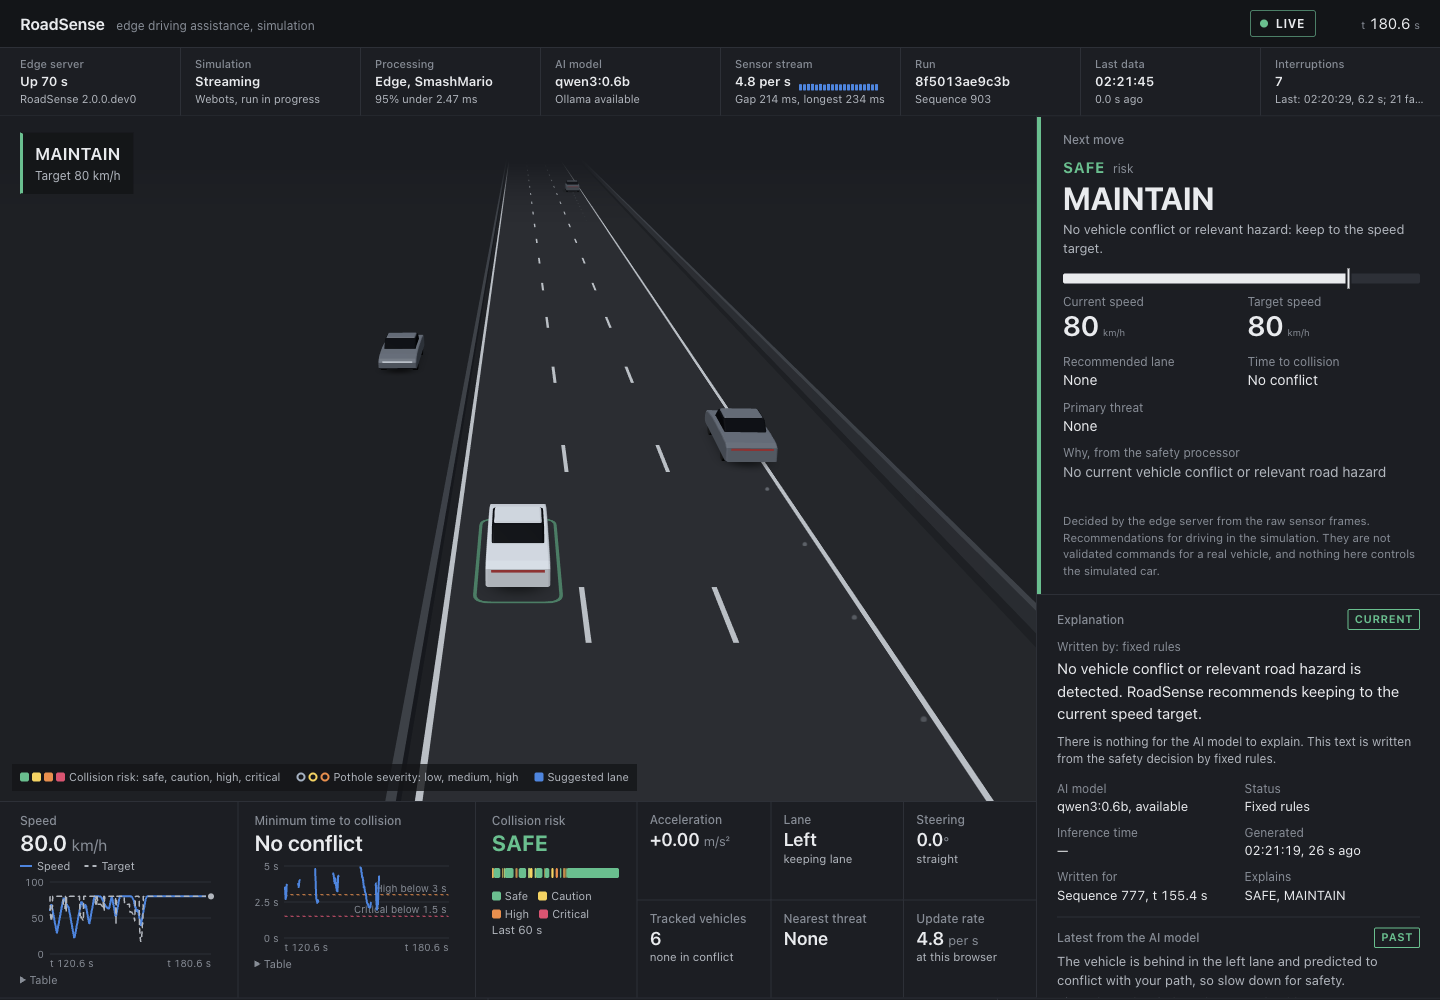 RoadSense edge driving assistance, simulation
LIVE
t 180.6 s
Edge server
Up 70 s
RoadSense 2.0.0.dev0
Simulation
Streaming
Webots, run in progress
Processing
Edge, SmashMario
95% under 2.47 ms
AI model
qwen3:0.6b
Ollama available
Sensor stream
4.8 per s
Gap 214 ms, longest 234 ms
Run
8f5013ae9c3b
Sequence 903
Last data
02:21:45
0.0 s ago
Interruptions
7
Last: 02:20:29, 6.2 s; 21 fa...
MAINTAIN
Target 80 km/h
Collision risk: safe, caution, high, critical
Pothole severity: low, medium, high
Suggested lane
Next move
SAFE risk
MAINTAIN
No vehicle conflict or relevant hazard: keep to the speed
target.
Current speed
80 km/h
Target speed
80 km/h
Recommended lane
None
Time to collision
No conflict
Primary threat
None
Why, from the safety processor
No current vehicle conflict or relevant road hazard
Decided by the edge server from the raw sensor frames.
Recommendations for driving in the simulation. They are not
validated commands for a real vehicle, and nothing here controls
the simulated car.
Explanation
CURRENT
Written by: fixed rules
No vehicle conflict or relevant road hazard is
detected. RoadSense recommends keeping to the
current speed target.
There is nothing for the AI model to explain. This text is written
from the safety decision by fixed rules.
AI model
qwen3:0.6b, available
Status
Fixed rules
Inference time
—
Generated
02:21:19, 26 s ago
Written for
Sequence 777, t 155.4 s
Explains
SAFE, MAINTAIN
Latest from the AI model
PAST
The vehicle is behind in the left lane and predicted to
conflict with your path, so slow down for safety.
Speed
80.0 km/h
Speed Target
100
50
0
t 120.6 s t 180.6 s
Table
Minimum time to collision
No conflict
5 s
High below 3 s
2.5 s
Critical below 1.5 s
0 s
t 120.6 s t 180.6 s
Table
Collision risk
SAFE
Safe Caution
High Critical
Last 60 s
Acceleration
+0.00 m/s²
Lane
Left
keeping lane
Steering
0.0°
straight
Tracked vehicles
6
none in conflict
Nearest threat
None
Update rate
4.8 per s
at this browser